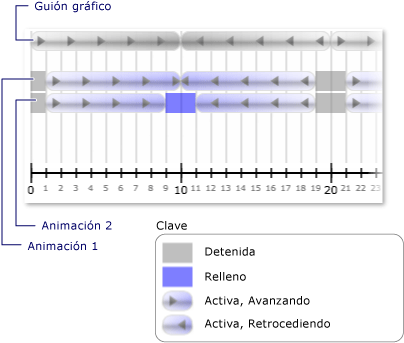 Guión gráfico
0 1 2 3 4 5 6 7 8 9 10 11 12 13 14 15 16 17 18 19 20 21 22 23
Animación 2
Animación 1
Clave
Detenida
Relleno
Activa, Avanzando
Activa, Retrocediendo